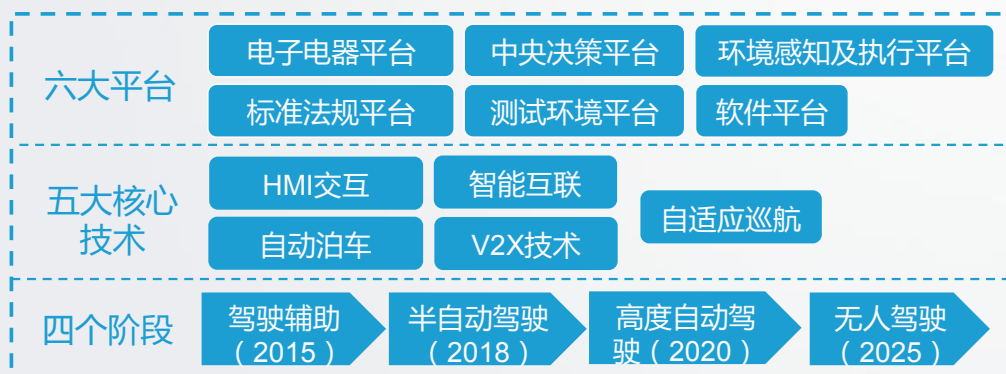 六大平台
电子电器平台
中央决策平台
环境感知及执行平台
标准法规平台
测试环境平台
软件平台
五大核心
技术
HMI交互
智能互联
自适应巡航
自动泊车
V2X技术
四个阶段
驾驶辅助
（2015）
半自动驾驶
（2018）
高度自动驾
驶（2020）
无人驾驶
（2025）